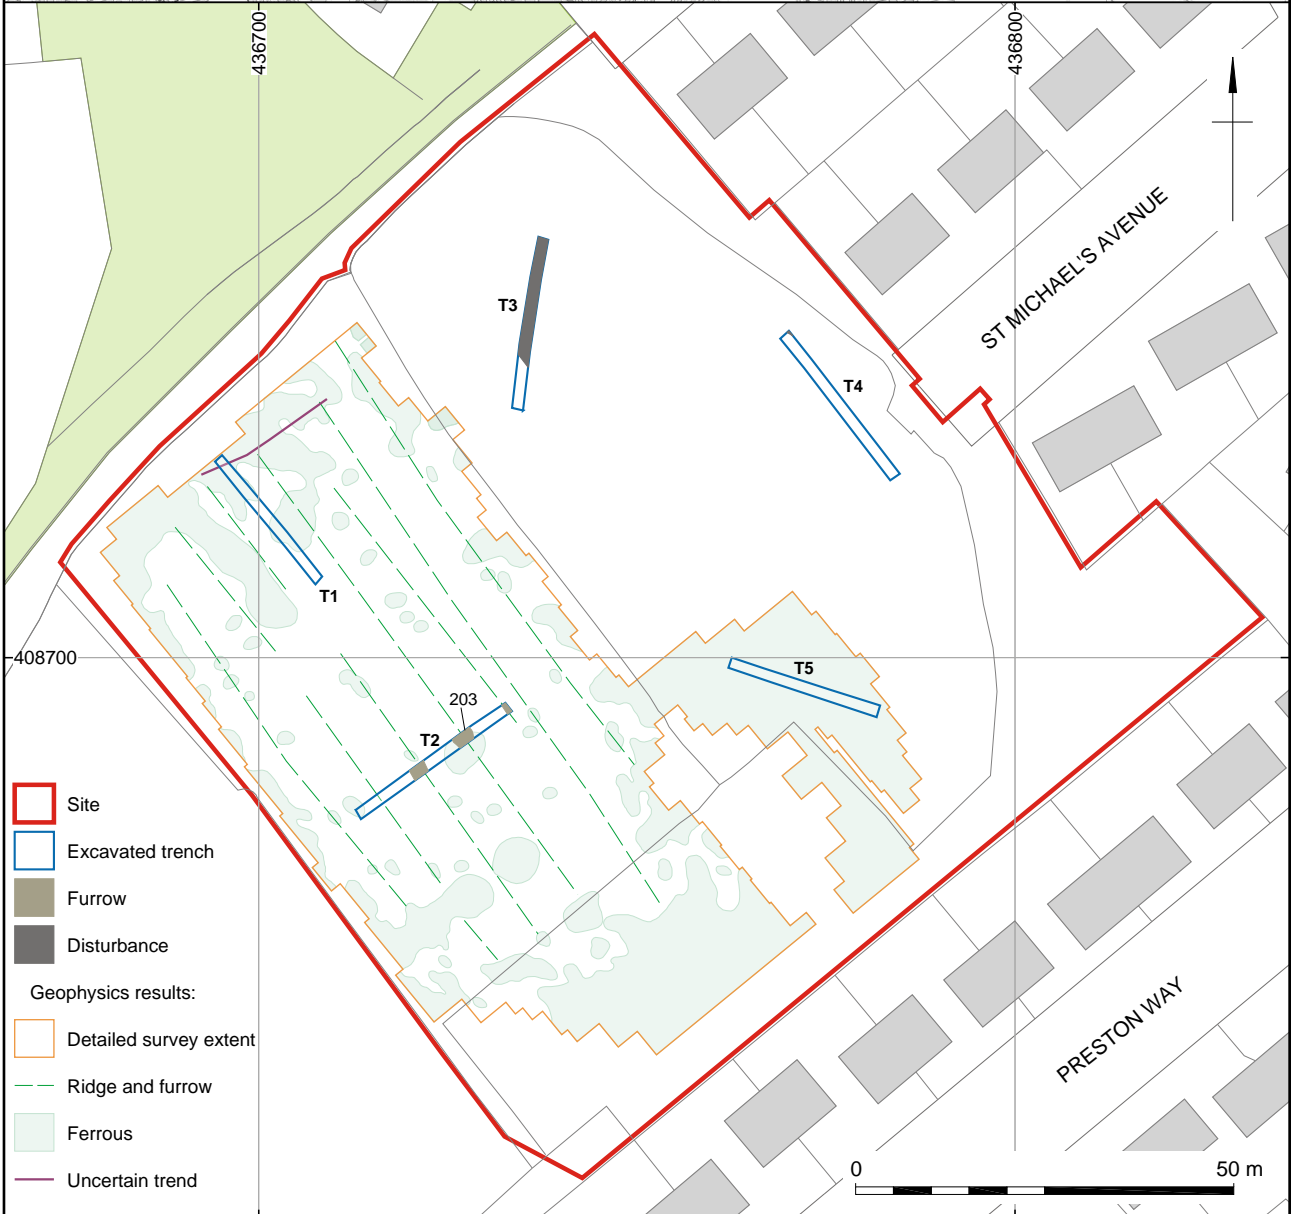 436700
436800
ST MICHAEL'S AVENUE
T3
T4
T1
408700
T5
203
T2
Site
Excavated trench
Furrow
Disturbance
Geophysics results:
Detailed survey extent
Ridge and furrow
Ferrous
Uncertain trend
PRESTON WAY
0 50 m